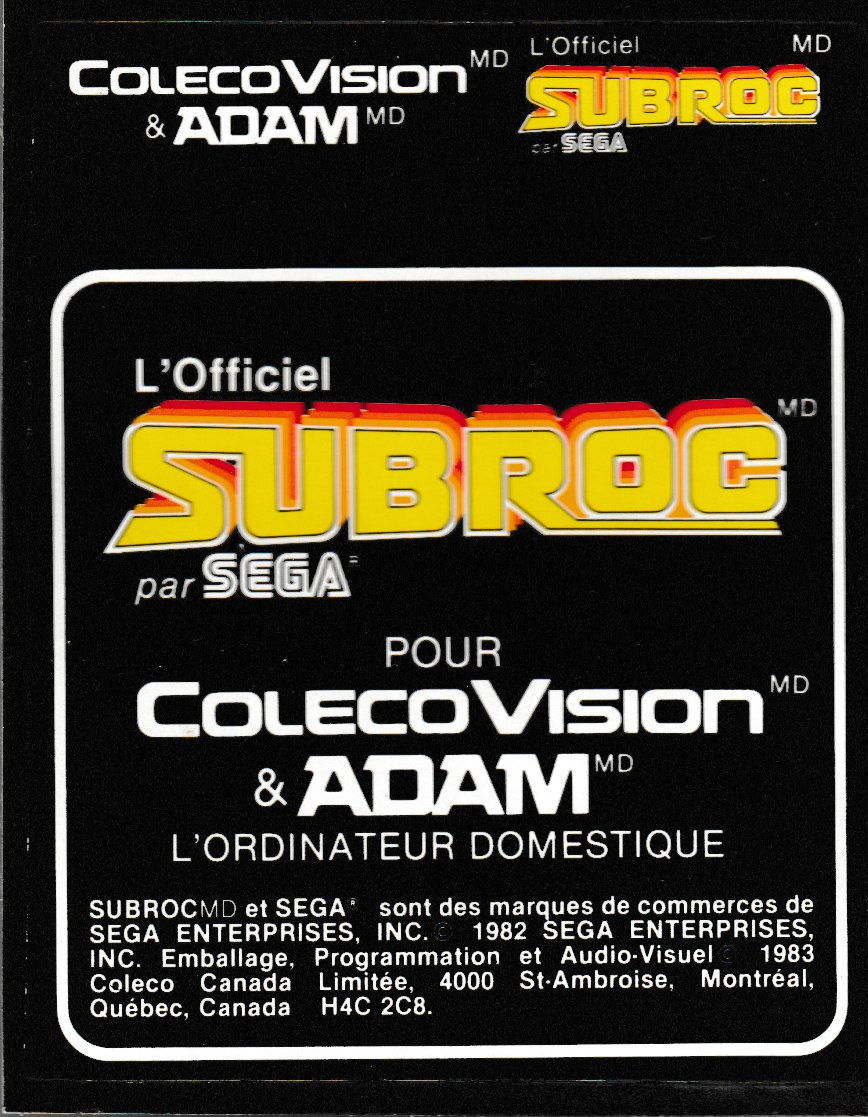 COLECOVISION MD
& ADAM MD
L'Officiel MD
SUBROC
par SEGA
L'Officiel
SUBROC MD
par SEGA
POUR
COLECOVISION MD
& ADAM MD
L'ORDINATEUR DOMESTIQUE
SUBROCMD et SEGA® sont des marques de commerces de
SEGA ENTERPRISES, INC. © 1982 SEGA ENTERPRISES,
INC. Emballage, Programmation et Audio-Visuel © 1983
Coleco Canada Limitée, 4000 St-Ambroise, Montréal,
Québec, Canada H4C 2C8.